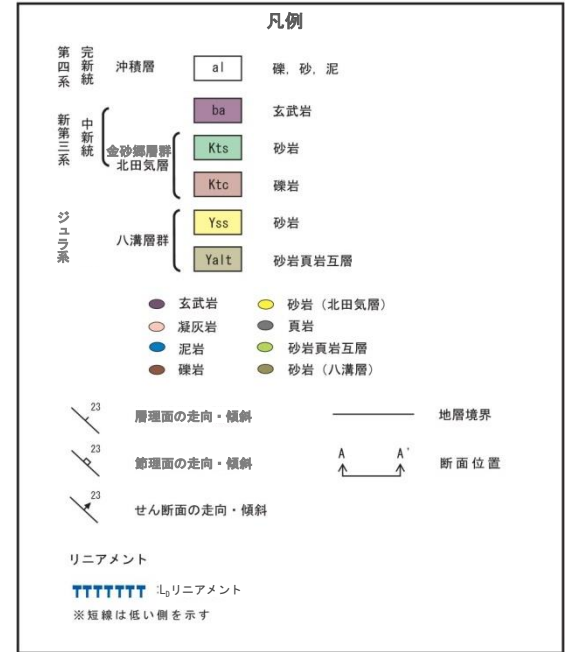 凡例
第四系 完新統 沖積層 al 礫, 砂, 泥
新第三系 中新統 ba 玄武岩
金砂郷層群 北田気層 Kts 砂岩
Ktc 礫岩
ジュラ系 八溝層群 Yss 砂岩
Yalt 砂岩頁岩互層
玄武岩 砂岩（北田気層）
凝灰岩 頁岩
泥岩 砂岩頁岩互層
礫岩 砂岩（八溝層）
23 層理面の走向・傾斜 地層境界
23 節理面の走向・傾斜 A A' 断面位置
23 せん断面の走向・傾斜
リニアメント
:LDリニアメント
※短線は低い側を示す